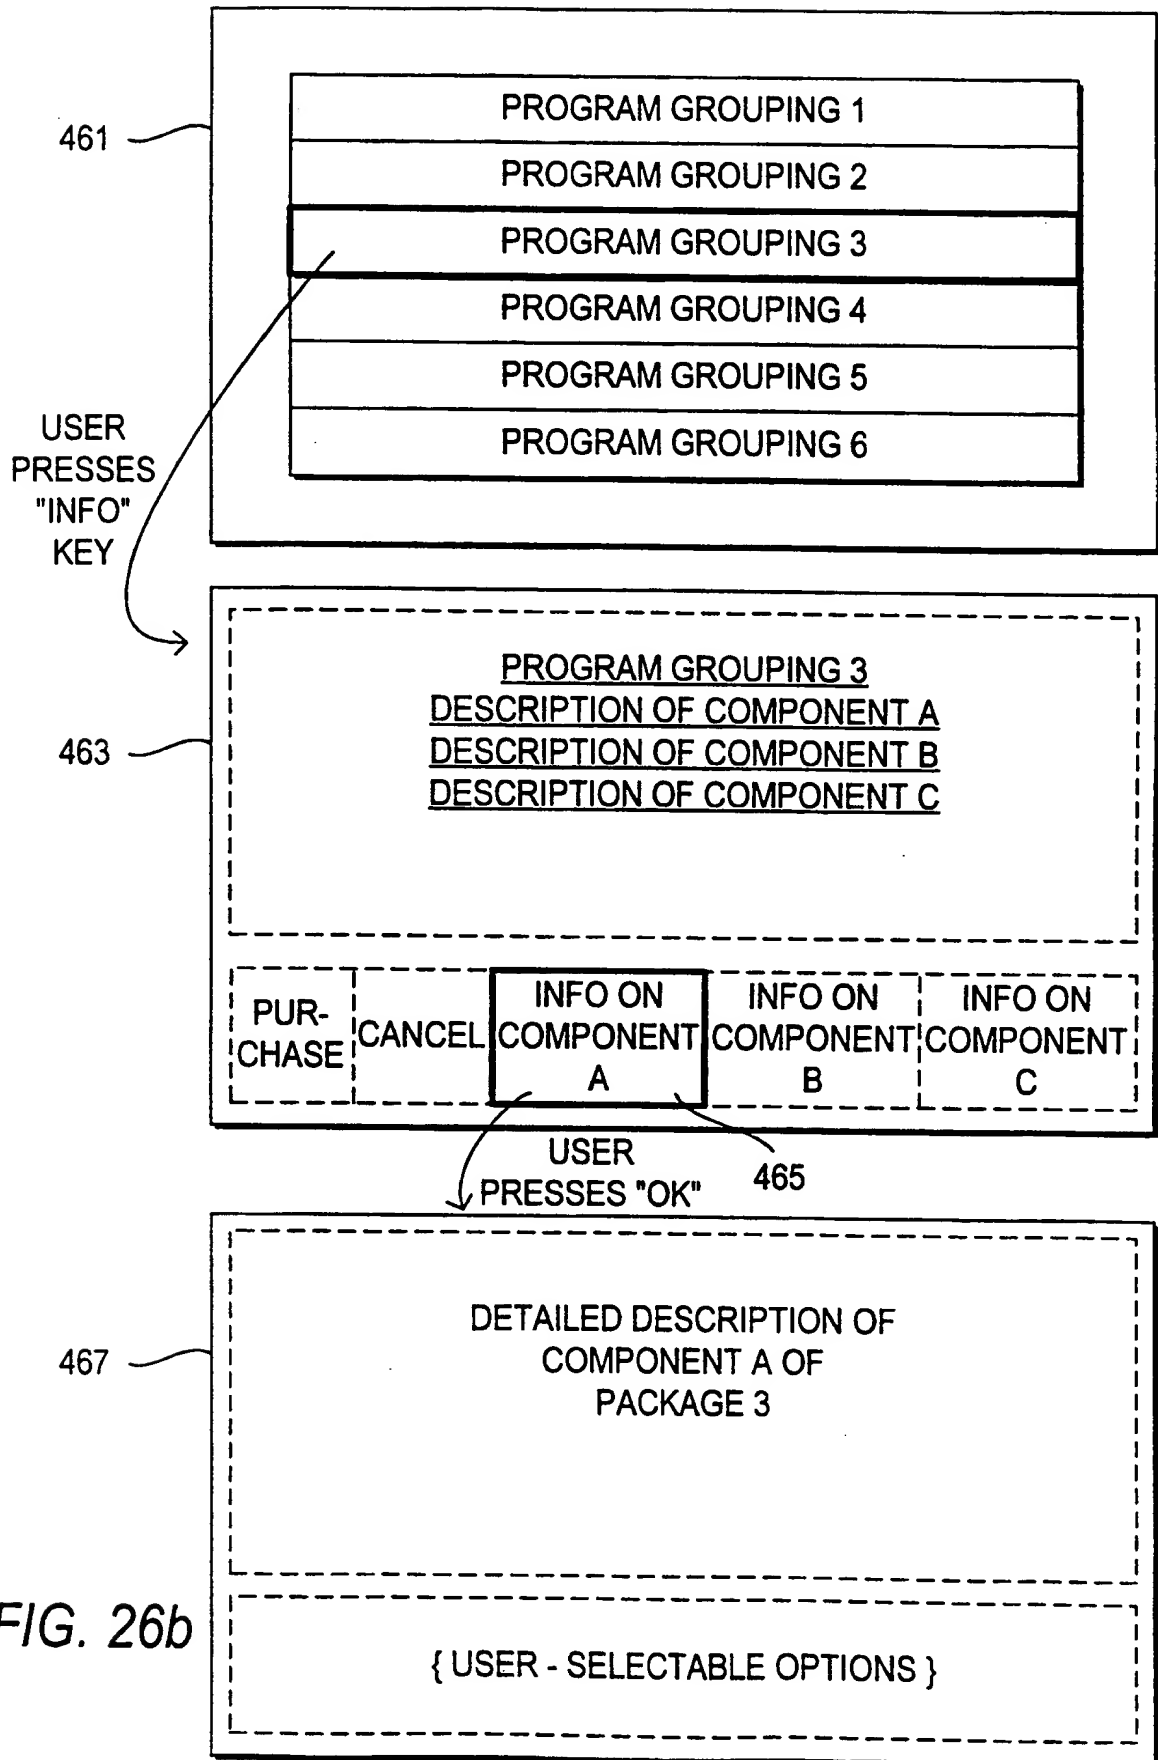 461
PROGRAM GROUPING 1
PROGRAM GROUPING 2
PROGRAM GROUPING 3
PROGRAM GROUPING 4
PROGRAM GROUPING 5
PROGRAM GROUPING 6
USER
PRESSES
"INFO"
KEY
463
PROGRAM GROUPING 3
DESCRIPTION OF COMPONENT A
DESCRIPTION OF COMPONENT B
DESCRIPTION OF COMPONENT C
PUR-
CHASE
CANCEL
INFO ON
COMPONENT
A
INFO ON
COMPONENT
B
INFO ON
COMPONENT
C
USER
PRESSES "OK"
465
467
DETAILED DESCRIPTION OF
COMPONENT A OF
PACKAGE 3
{ USER - SELECTABLE OPTIONS }
FIG. 26b